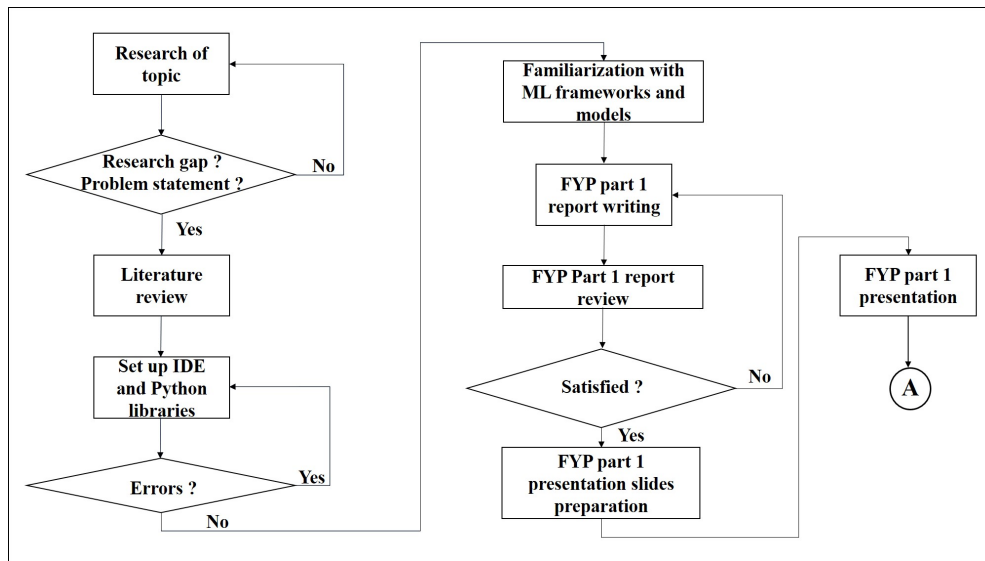 Research of
topic
Research gap ?
Problem statement ?
No
Yes
Literature
review
Set up IDE
and Python
libraries
Errors ?
Yes
No
Familiarization with
ML frameworks and
models
FYP part 1
report writing
FYP Part 1 report
review
Satisfied ?
No
Yes
FYP part 1
presentation slides
preparation
FYP part 1
presentation
A